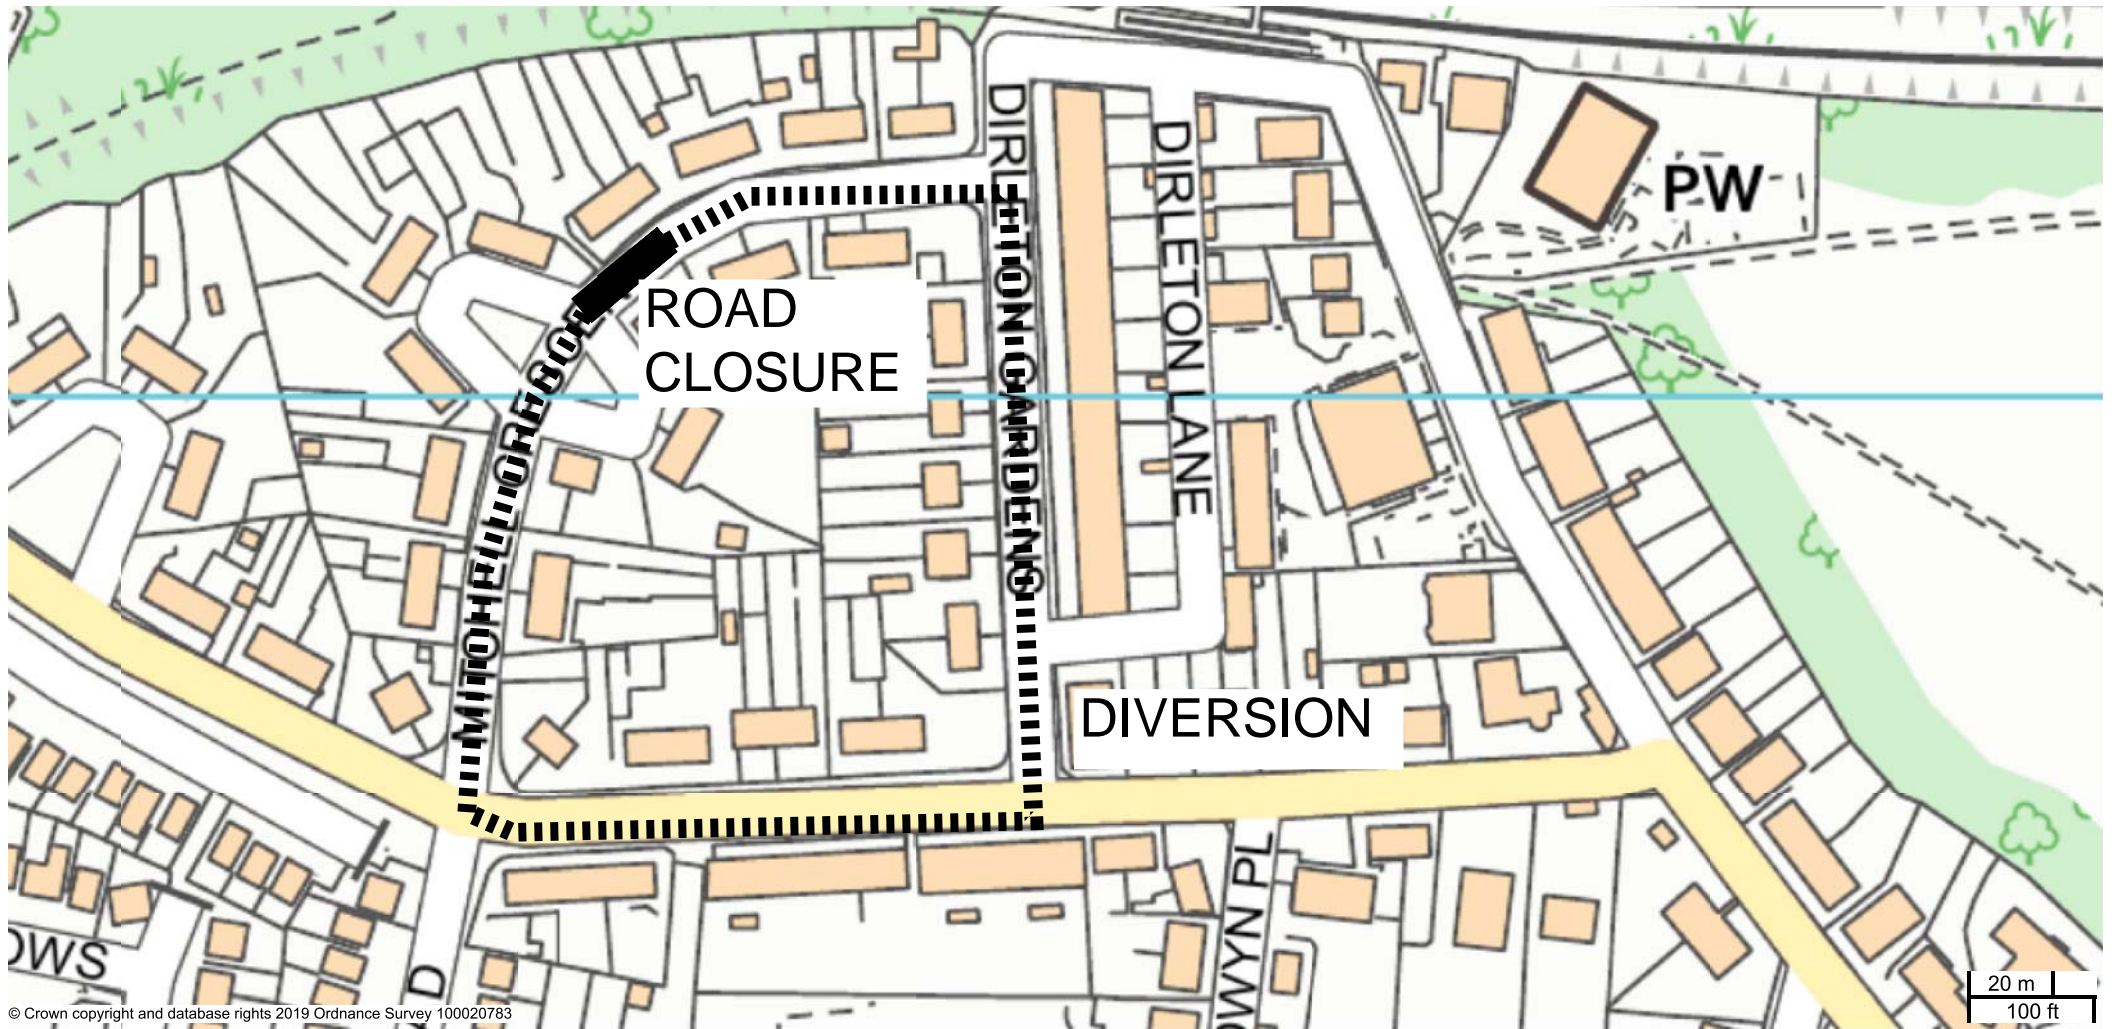 DIRLETON GARDENS
DIRLETON LANE
PW
ROAD
CLOSURE
MITCHELL CRESCENT
DIVERSION
OWS
D
GWYN PL
20 m
100 ft
© Crown copyright and database rights 2019 Ordnance Survey 100020783